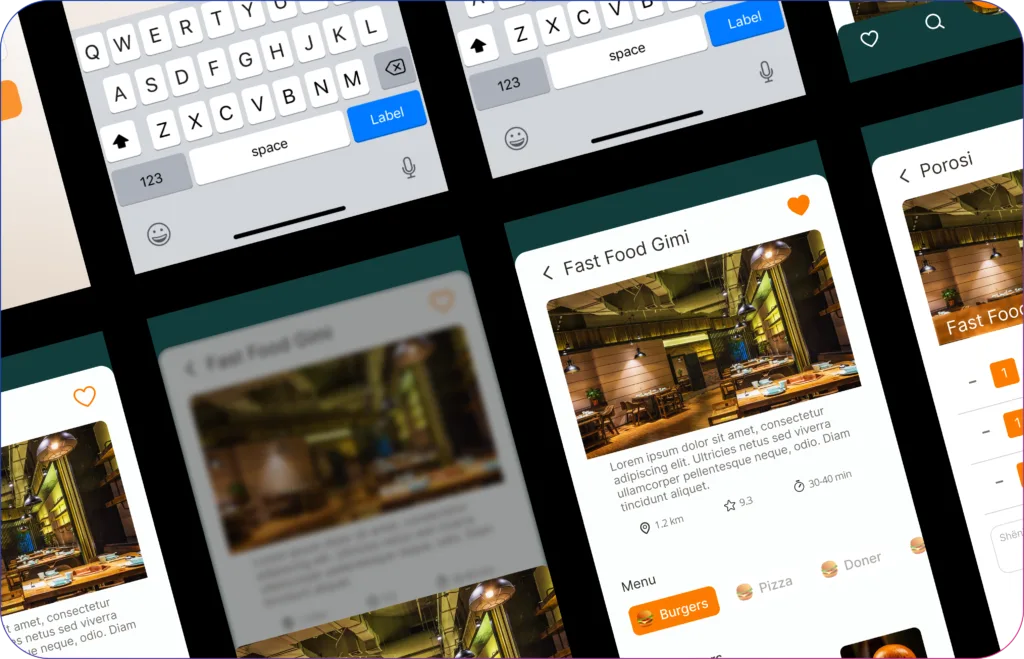 Q W E R T Y
A S D F G H J K L
Z X C V B N M
123 space Label
Z X C V B
123 space Label
Fast Food Gimi
Fast Food Gimi
Lorem ipsum dolor sit amet, consectetur
adipiscing elit. Ultricies netus sed viverra
ullamcorper pellentesque neque, odio. Diam
tincidunt aliquet.
1.2 km 9.3 30-40 min
Menu
Burgers Pizza Doner
Porosi
Fast Food
1
1
t amet, consectetur
s netus sed viverra
ue neque, odio. Diam